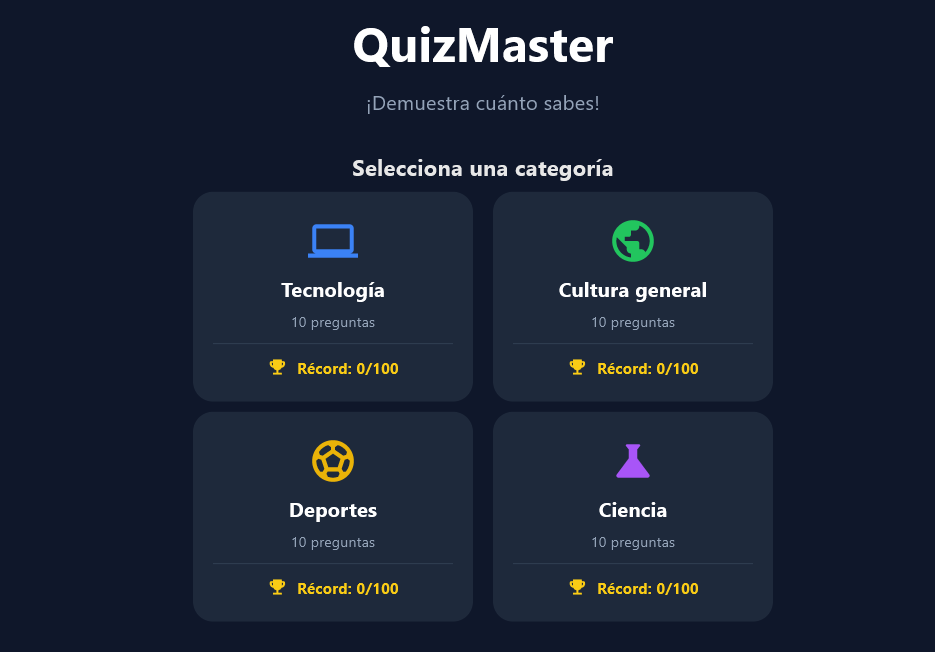 QuizMaster
¡Demuestra cuánto sabes!
Selecciona una categoría
Tecnología
10 preguntas
Récord: 0/100
Cultura general
10 preguntas
Récord: 0/100
Deportes
10 preguntas
Récord: 0/100
Ciencia
10 preguntas
Récord: 0/100